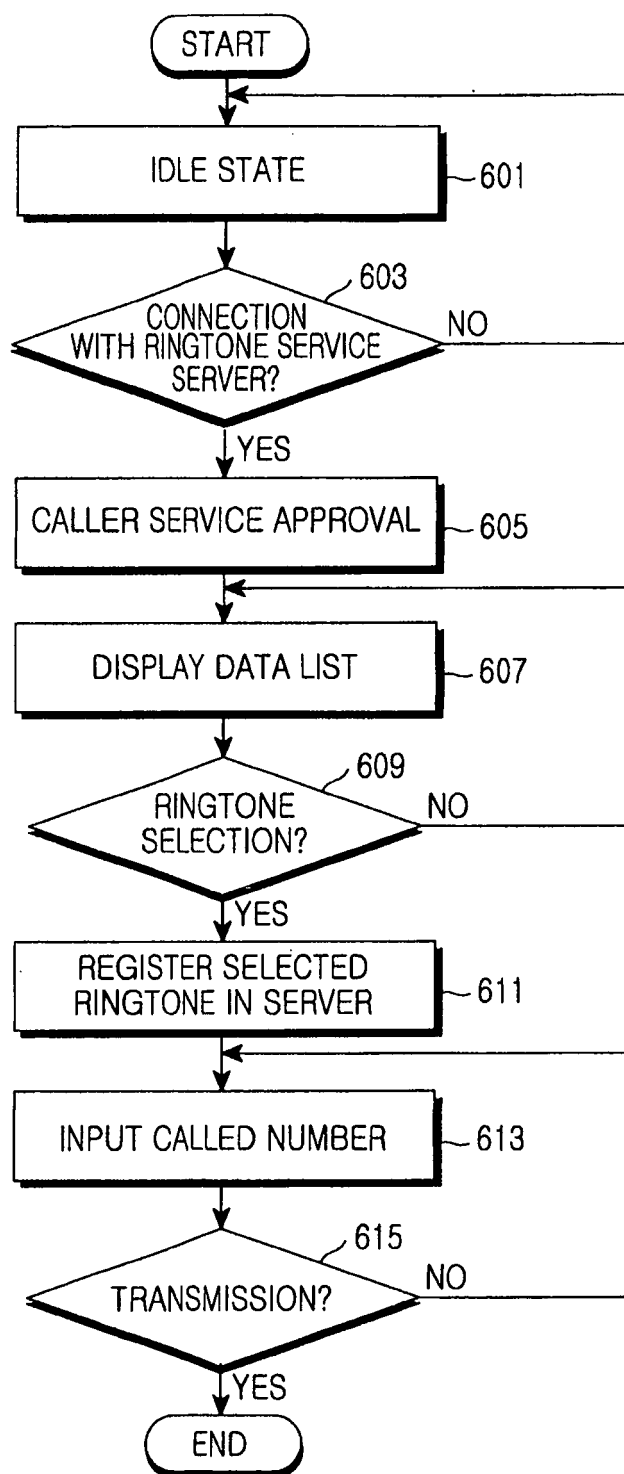 START
IDLE STATE
601
603
CONNECTION
WITH RINGTONE SERVICE
SERVER?
NO
YES
CALLER SERVICE APPROVAL
605
DISPLAY DATA LIST
607
609
RINGTONE
SELECTION?
NO
YES
REGISTER SELECTED
RINGTONE IN SERVER
611
INPUT CALLED NUMBER
613
615
TRANSMISSION?
NO
YES
END